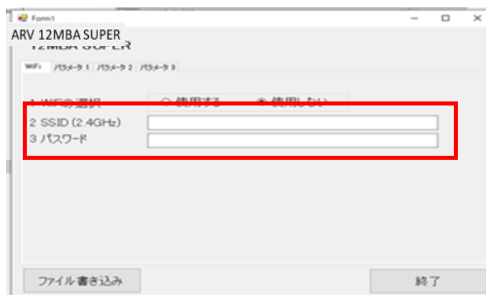 Form1
ARV 12MBA SUPER
12MBA SUPER
WiFi パラメータ1 パラメータ2 パラメータ3
1 WiFiの選択 使用する 使用しない
2 SSID (2.4GHz)
3 パスワード
ファイル書き込み 終了